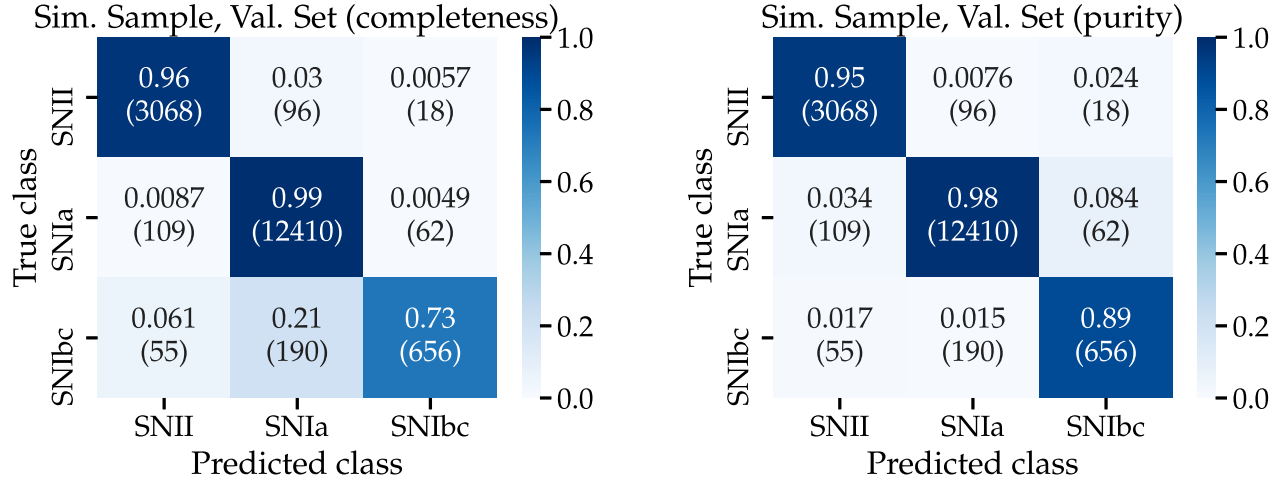 Sim. Sample, Val. Set (completeness)
True class
SNII
SNIa
SNIbc
0.96
(3068)
0.03
(96)
0.0057
(18)
0.0087
(109)
0.99
(12410)
0.0049
(62)
0.061
(55)
0.21
(190)
0.73
(656)
SNII
SNIa
SNIbc
Predicted class
1.0
0.8
0.6
0.4
0.2
0.0
Sim. Sample, Val. Set (purity)
True class
SNII
SNIa
SNIbc
0.95
(3068)
0.0076
(96)
0.024
(18)
0.034
(109)
0.98
(12410)
0.084
(62)
0.017
(55)
0.015
(190)
0.89
(656)
SNII
SNIa
SNIbc
Predicted class
1.0
0.8
0.6
0.4
0.2
0.0